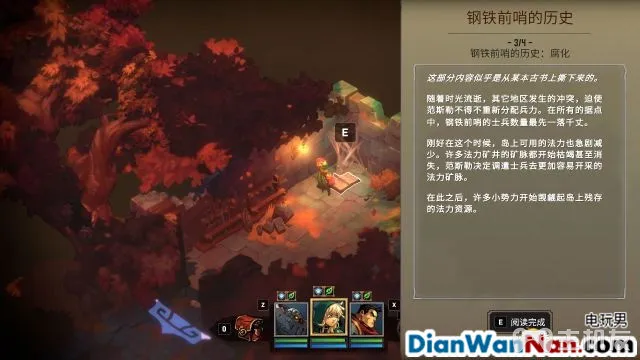 钢铁前哨的历史
- 3/4 -
钢铁前哨的历史：腐化
这部分内容似乎是从某本古书上撕下来的。
随着时光流逝，其它地区发生的冲突，迫使
范斯勒不得不重新分配兵力。在所有的据点
中，钢铁前哨的士兵数量最先一落千丈。
刚好在这个时候，岛上可用的法力也急剧
减少。许多法力矿井的矿脉都开始枯竭甚至消
失，范斯勒决定调遣士兵去更加容易开采的
法力矿脉。
在此之后，许多小势力开始觊觎起岛上残存
的法力资源。
E
Z
X
0
E 阅读完成
电玩男
DianWanNan.com